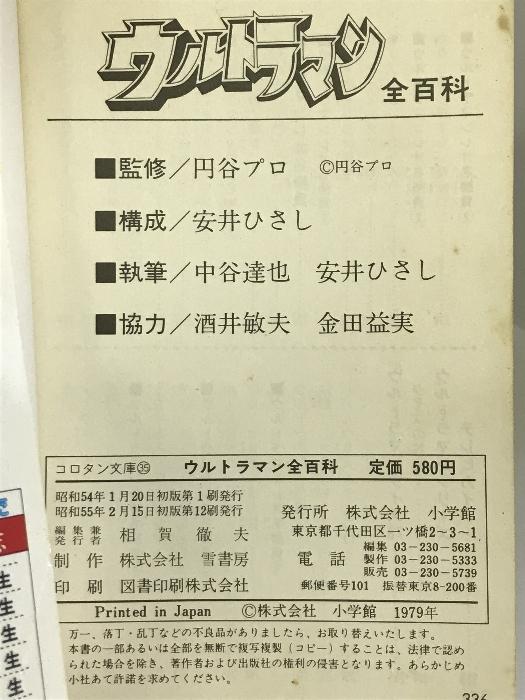 ウルトラマン
全百科
■監修／円谷プロ　©円谷プロ
■構成／安井ひさし
■執筆／中谷達也　安井ひさし
■協力／酒井敏夫　金田益実
コロタン文庫㉟　ウルトラマン全百科　定価 580円
昭和54年1月20日初版第1刷発行
昭和55年2月15日初版第12刷発行
編集兼発行者　相賀徹夫
制作　株式会社　雪書房
印刷　図書印刷株式会社
発行所　株式会社　小学館
東京都千代田区一ツ橋2−3−1
電話　編集 03−230−5681
製作 03−230−5333
販売 03−230−5739
郵便番号101　振替東京8-200番
Printed in Japan　©株式会社　小学館　1979年
万一、落丁・乱丁などの不良品がありましたら、お取り替えいたします。
本書の一部あるいは全部を無断で複写複製（コピー）することは、法律で認め
られた場合を除き、著作者および出版社の権利の侵害となります。あらかじめ
小社あて許諾を求めてください。
336
生
生
生
生
生